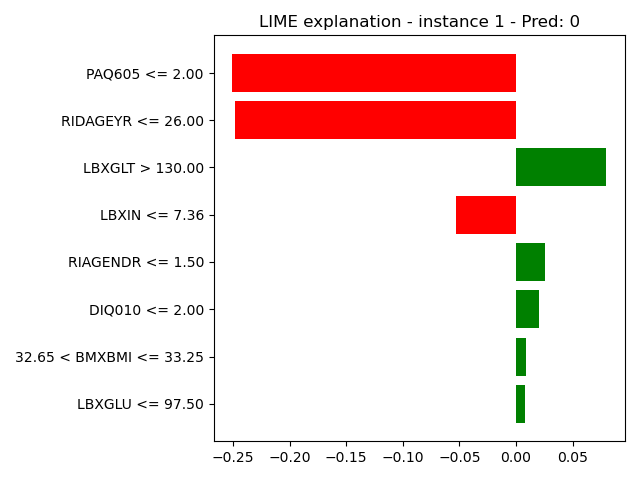 LIME explanation - instance 1 - Pred: 0
PAQ605 <= 2.00
RIDAGEYR <= 26.00
LBXGLT > 130.00
LBXIN <= 7.36
RIAGENDR <= 1.50
DIQ010 <= 2.00
32.65 < BMXBMI <= 33.25
LBXGLU <= 97.50
−0.25 −0.20 −0.15 −0.10 −0.05 0.00 0.05